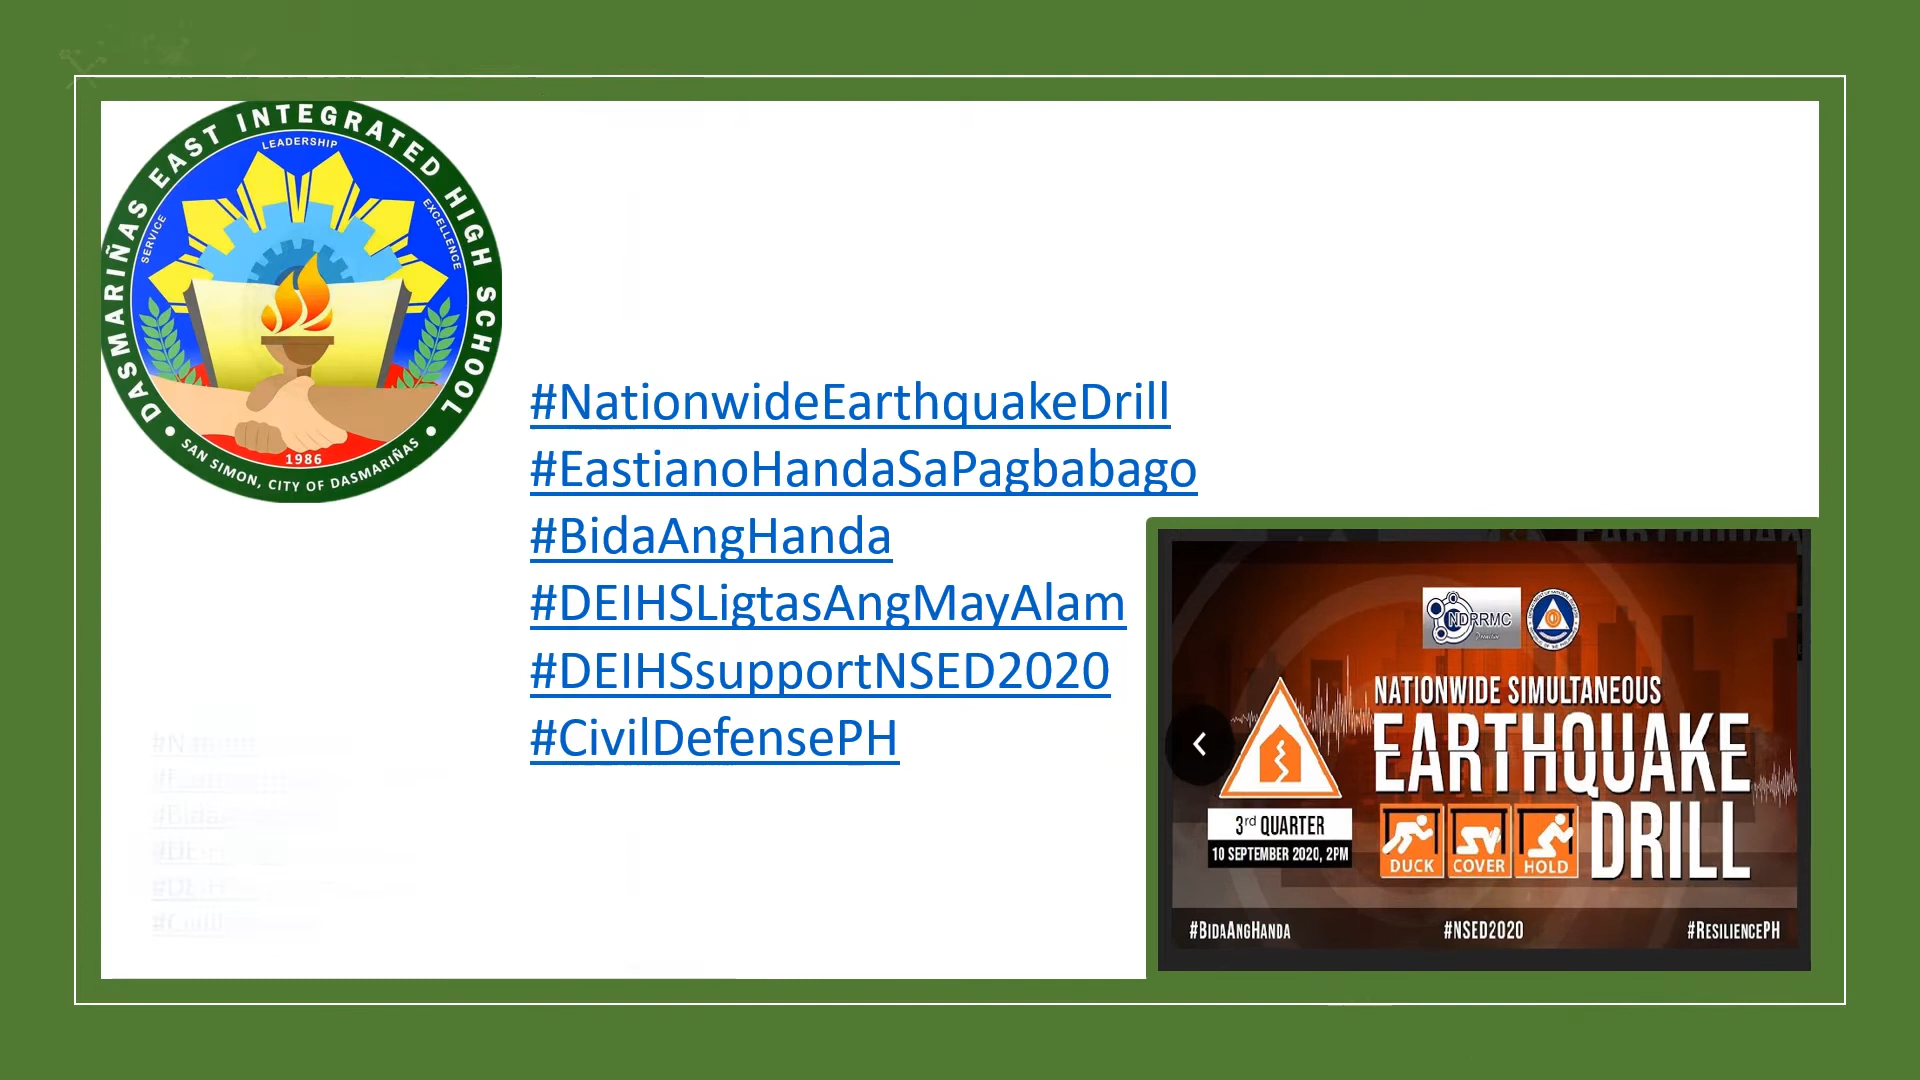 DASMARIÑAS EAST INTEGRATED HIGH SCHOOL
LEADERSHIP
SERVICE
EXCELLENCE
1986
SAN SIMON, CITY OF DASMARIÑAS
#NationwideEarthquakeDrill
#EastianoHandaSaPagbabago
#BidaAngHanda
#DEIHSLigtasAngMayAlam
#DEIHSsupportNSED2020
#CivilDefensePH
NDRRMC
NATIONWIDE SIMULTANEOUS
EARTHQUAKE
DRILL
3rd QUARTER
10 SEPTEMBER 2020, 2PM
DUCK COVER HOLD
#BIDAANGHANDA #NSED2020 #RESILIENCEPH